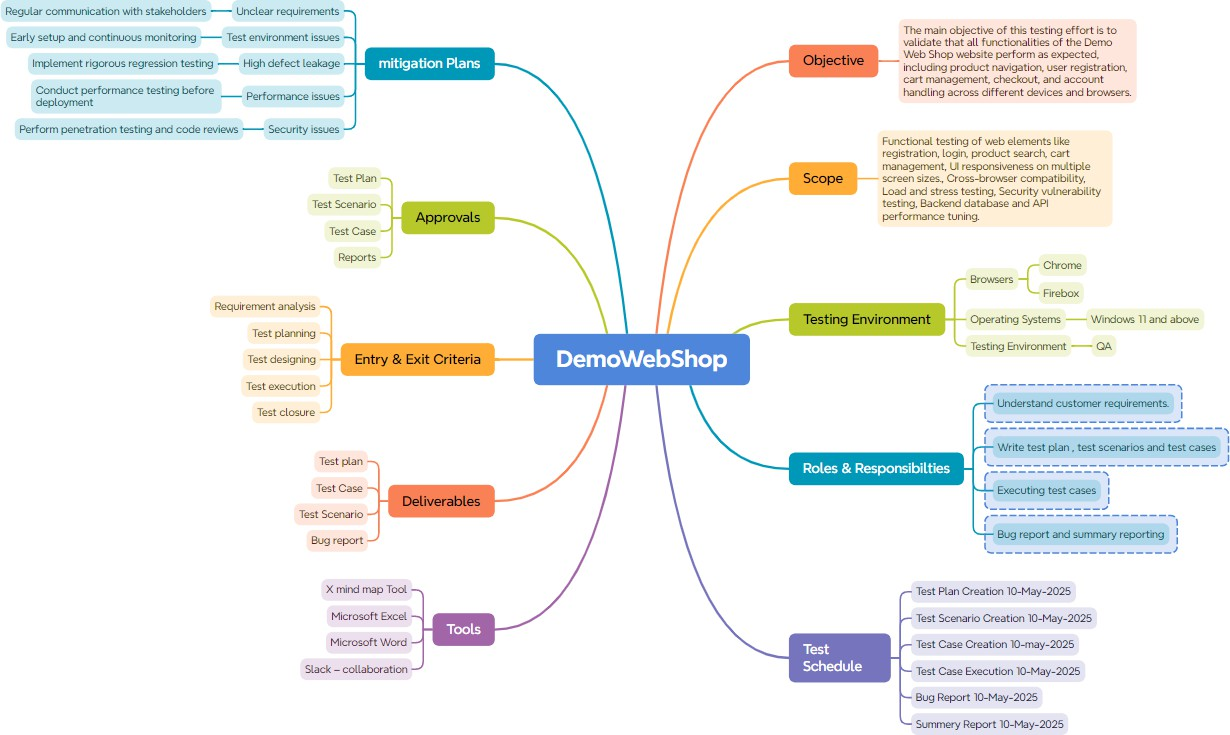 DemoWebShop
Objective
The main objective of this testing effort is to
validate that all functionalities of the Demo
Web Shop website perform as expected,
including product navigation, user registration,
cart management, checkout, and account
handling across different devices and browsers.
Scope
Functional testing of web elements like
registration, login, product search, cart
management, UI responsiveness on multiple
screen sizes., Cross-browser compatibility,
Load and stress testing, Security vulnerability
testing, Backend database and API
performance tuning.
Testing Environment
Browsers
Chrome
Firebox
Operating Systems
Windows 11 and above
Testing Environment
QA
Roles & Responsibilties
Understand customer requirements.
Write test plan , test scenarios and test cases
Executing test cases
Bug report and summary reporting
Test
Schedule
Test Plan Creation 10-May-2025
Test Scenario Creation 10-May-2025
Test Case Creation 10-may-2025
Test Case Execution 10-May-2025
Bug Report 10-May-2025
Summery Report 10-May-2025
mitigation Plans
Unclear requirements
Regular communication with stakeholders
Test environment issues
Early setup and continuous monitoring
High defect leakage
Implement rigorous regression testing
Performance issues
Conduct performance testing before
deployment
Security issues
Perform penetration testing and code reviews
Approvals
Test Plan
Test Scenario
Test Case
Reports
Entry & Exit Criteria
Requirement analysis
Test planning
Test designing
Test execution
Test closure
Deliverables
Test plan
Test Case
Test Scenario
Bug report
Tools
X mind map Tool
Microsoft Excel
Microsoft Word
Slack – collaboration